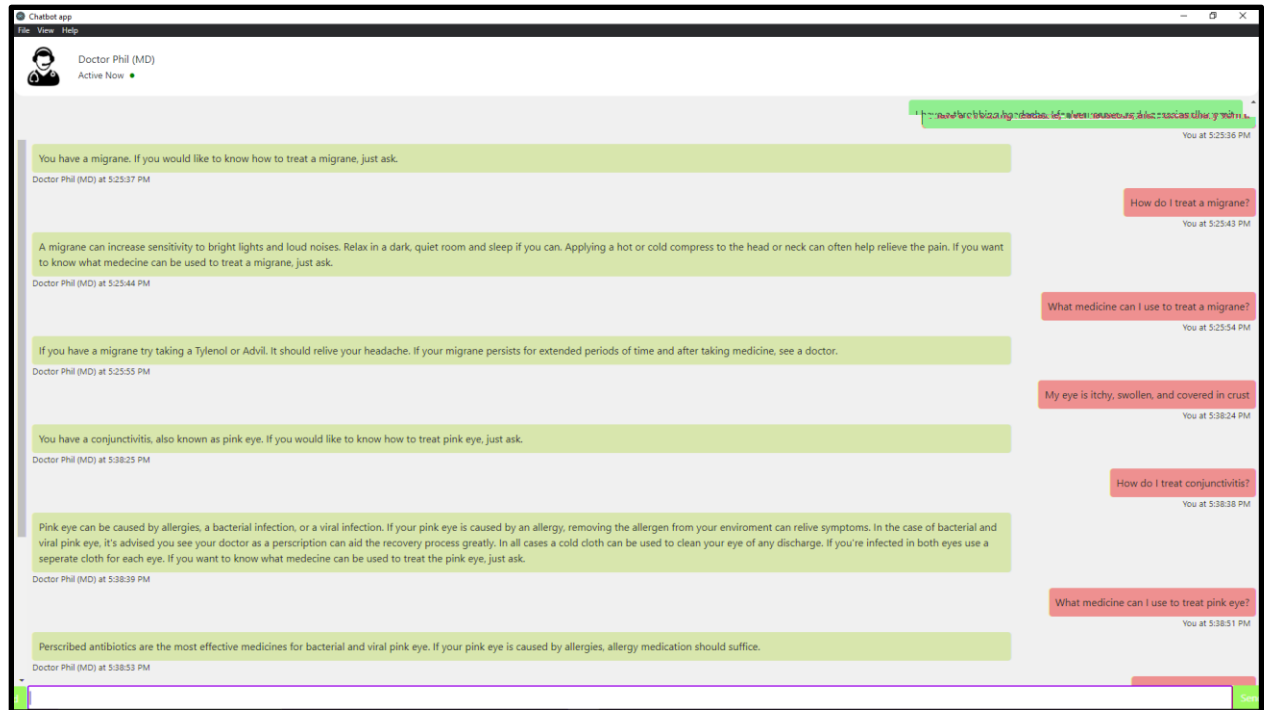 Chatbot app
File View Help
Doctor Phil (MD)
Active Now
You at 5:25:36 PM
You have a migrane. If you would like to know how to treat a migrane, just ask.
Doctor Phil (MD) at 5:25:37 PM
How do I treat a migrane?
You at 5:25:43 PM
A migrane can increase sensitivity to bright lights and loud noises. Relax in a dark, quiet room and sleep if you can. Applying a hot or cold compress to the head or neck can often help relieve the pain. If you want
to know what medecine can be used to treat a migrane, just ask.
Doctor Phil (MD) at 5:25:44 PM
What medicine can I use to treat a migrane?
You at 5:25:54 PM
If you have a migrane try taking a Tylenol or Advil. It should relive your headache. If your migrane persists for extended periods of time and after taking medicine, see a doctor.
Doctor Phil (MD) at 5:25:55 PM
My eye is itchy, swollen, and covered in crust
You at 5:38:24 PM
You have a conjunctivitis, also known as pink eye. If you would like to know how to treat pink eye, just ask.
Doctor Phil (MD) at 5:38:25 PM
How do I treat conjunctivitis?
You at 5:38:38 PM
Pink eye can be caused by allergies, a bacterial infection, or a viral infection. If your pink eye is caused by an allergy, removing the allergen from your enviroment can relive symptoms. In the case of bacterial and
viral pink eye, it's advised you see your doctor as a perscription can aid the recovery process greatly. In all cases a cold cloth can be used to clean your eye of any discharge. If you're infected in both eyes use a
seperate cloth for each eye. If you want to know what medecine can be used to treat the pink eye, just ask.
Doctor Phil (MD) at 5:38:39 PM
What medicine can I use to treat pink eye?
You at 5:38:51 PM
Perscribed antibiotics are the most effective medicines for bacterial and viral pink eye. If your pink eye is caused by allergies, allergy medication should suffice.
Doctor Phil (MD) at 5:38:53 PM